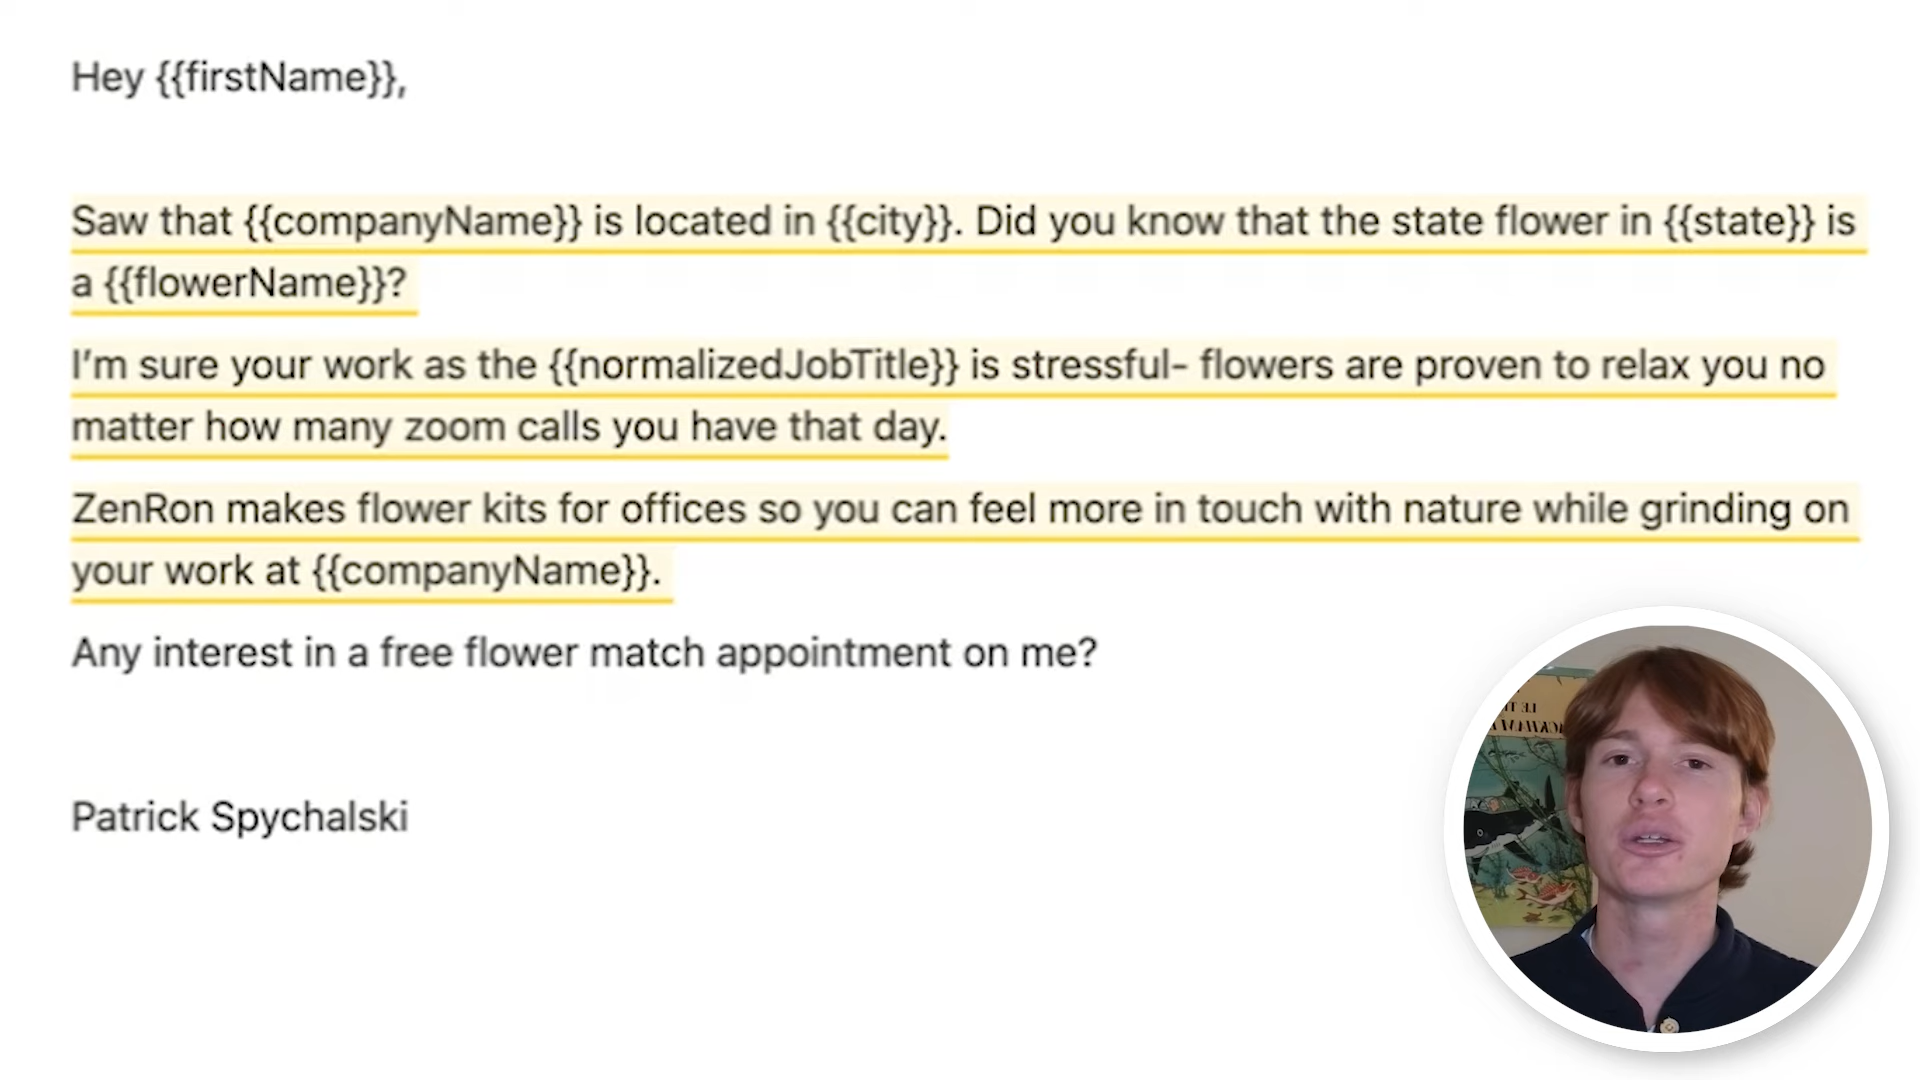 Hey {{firstName}},
Saw that {{companyName}} is located in {{city}}. Did you know that the state flower in {{state}} is
a {{flowerName}}?
I'm sure your work as the {{normalizedJobTitle}} is stressful- flowers are proven to relax you no
matter how many zoom calls you have that day.
ZenRon makes flower kits for offices so you can feel more in touch with nature while grinding on
your work at {{companyName}}.
Any interest in a free flower match appointment on me?
Patrick Spychalski